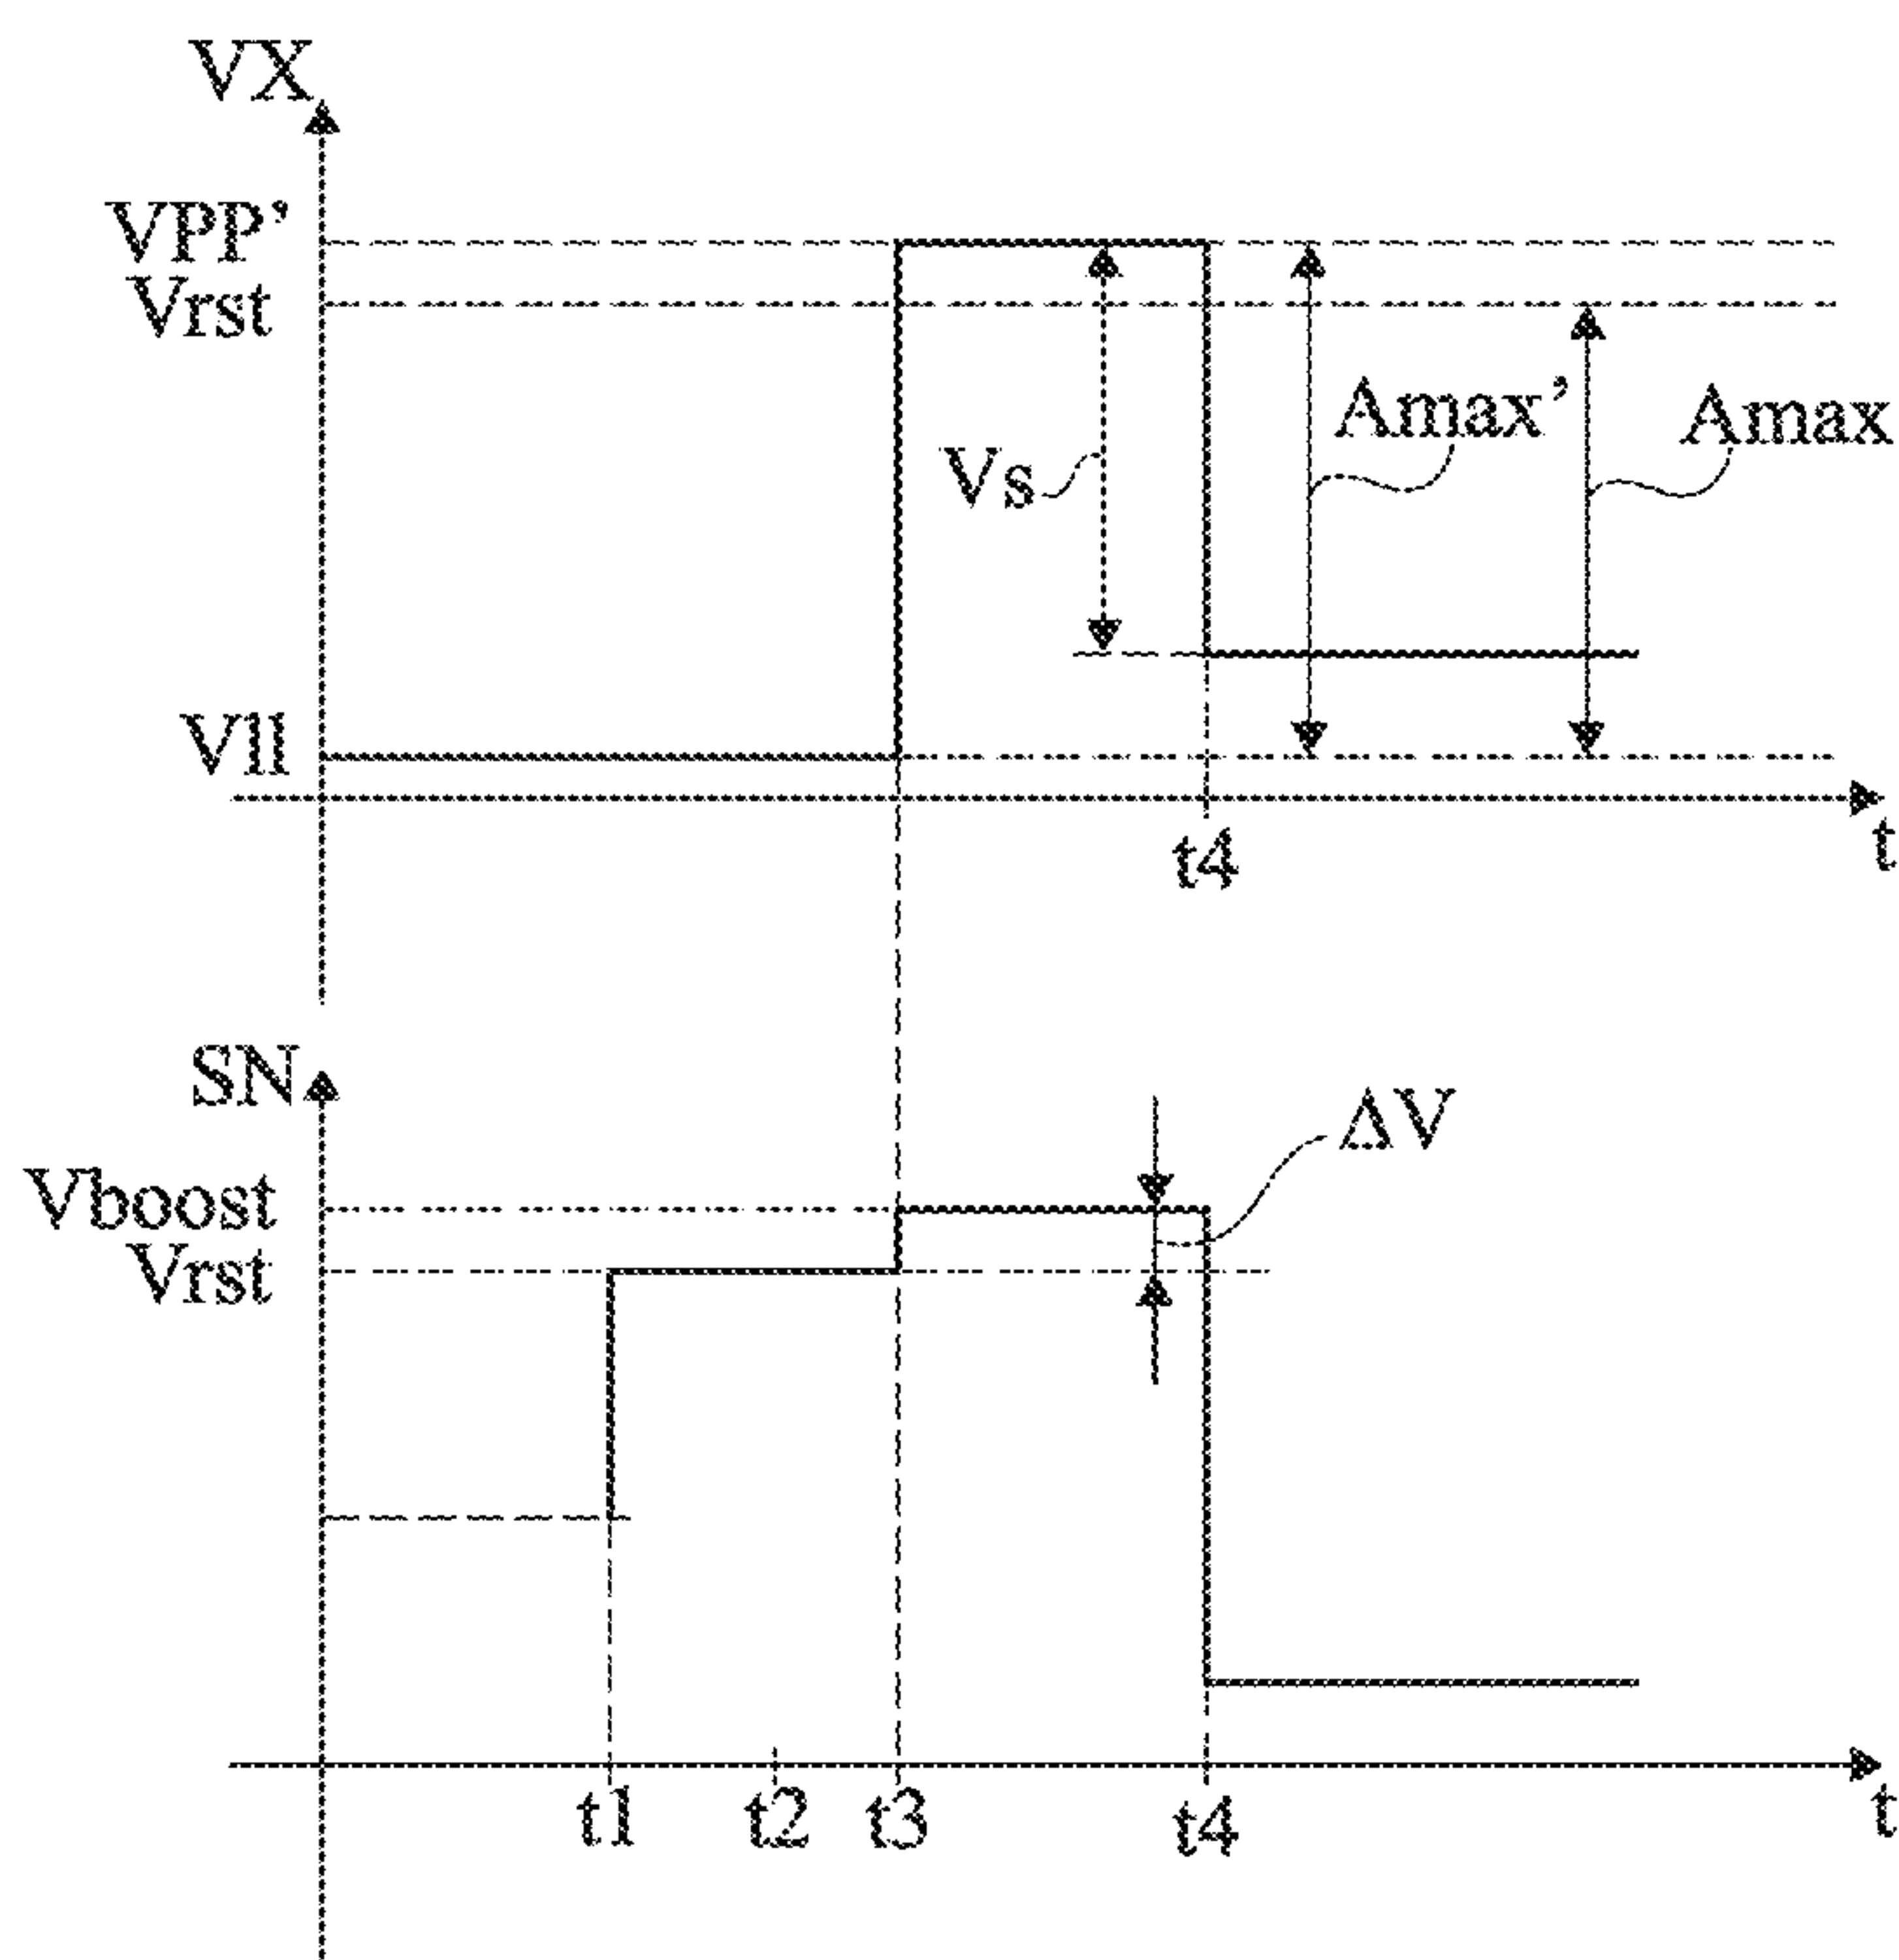 VX
VPP’
Vrst
Amax’
Amax
Vs
Vll
t4
t
SN
ΔV
Vboost
Vrst
t1
t2
t3
t4
t